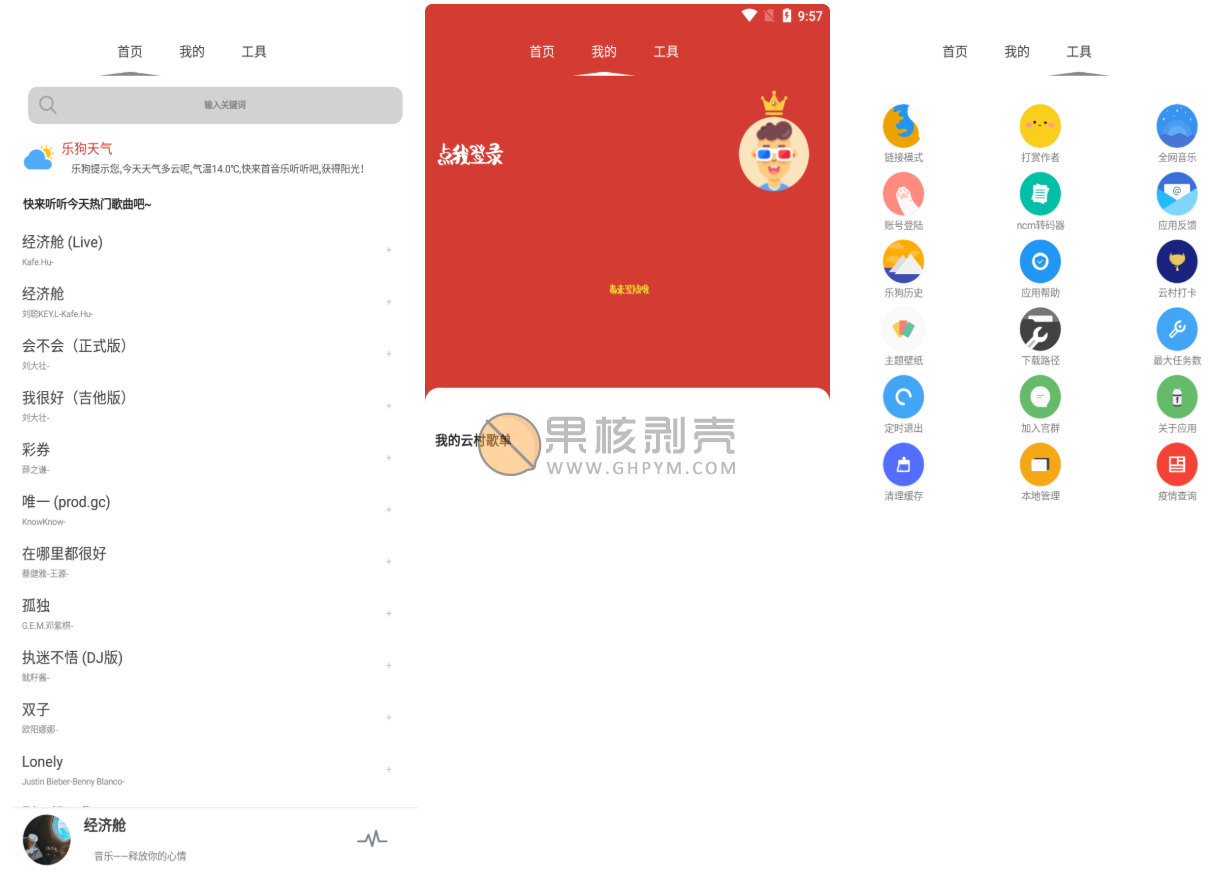 首页 我的 工具
输入关键词
乐狗天气
乐狗提示您,今天天气多云呢,气温14.0℃,快来首音乐听听吧,获得阳光!
快来听听今天热门歌曲吧~
经济舱 (Live)
Kafe.Hu-
+
经济舱
刘聪KEY.L-Kafe.Hu-
+
会不会（正式版）
刘大壮-
+
我很好（吉他版）
刘大壮-
+
彩券
薛之谦-
+
唯一 (prod.gc)
KnowKnow-
+
在哪里都很好
蔡健雅-王源-
+
孤独
G.E.M.邓紫棋-
+
执迷不悟 (DJ版)
就籽酱-
+
双子
欧阳娜娜-
+
Lonely
Justin Bieber-Benny Blanco-
+
经济舱
音乐——释放你的心情
9:57
首页 我的 工具
点我登录
尚未登陆啦
我的云村歌单
果核剥壳
WWW.GHPYM.COM
首页 我的 工具
链接模式 打赏作者 全网音乐
账号登陆 ncm转码器 应用反馈
乐狗历史 应用帮助 云村打卡
主题壁纸 下载路径 最大任务数
定时退出 加入官群 关于应用
清理缓存 本地管理 疫情查询